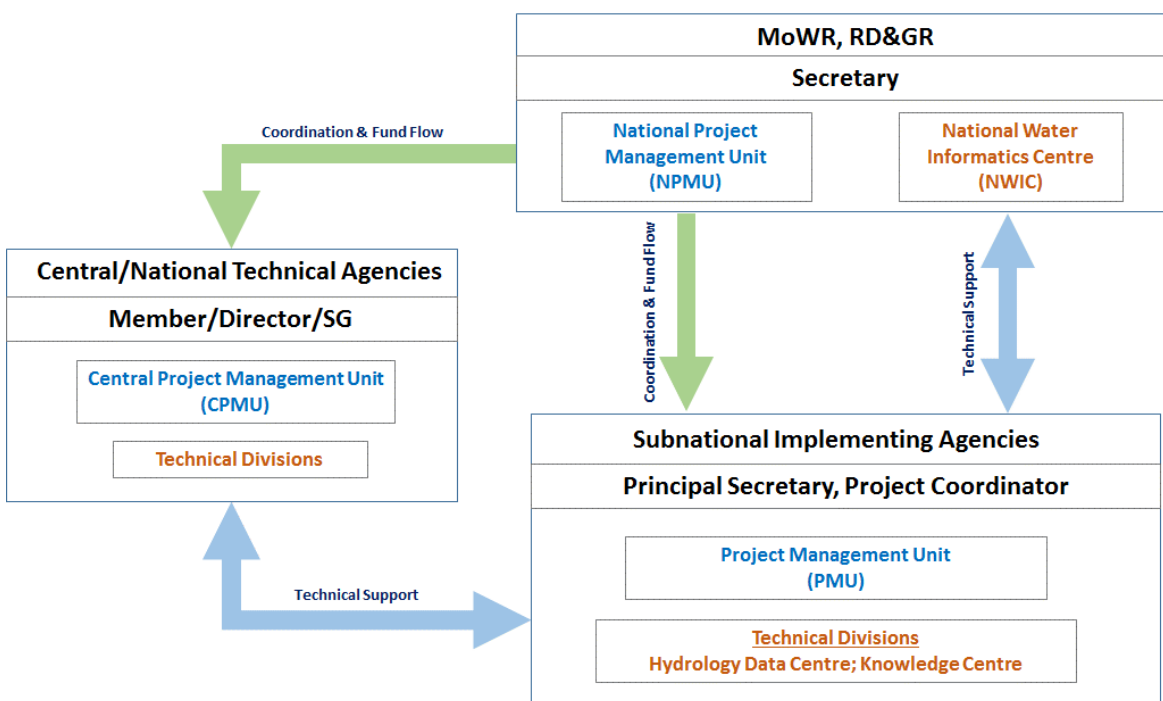 MoWR, RD&GR
Secretary
National Project
Management Unit
(NPMU)
National Water
Informatics Centre
(NWIC)
Coordination & Fund Flow
Coordination & Fund Flow
Technical Support
Central/National Technical Agencies
Member/Director/SG
Central Project Management Unit
(CPMU)
Technical Divisions
Technical Support
Subnational Implementing Agencies
Principal Secretary, Project Coordinator
Project Management Unit
(PMU)
Technical Divisions
Hydrology Data Centre; Knowledge Centre